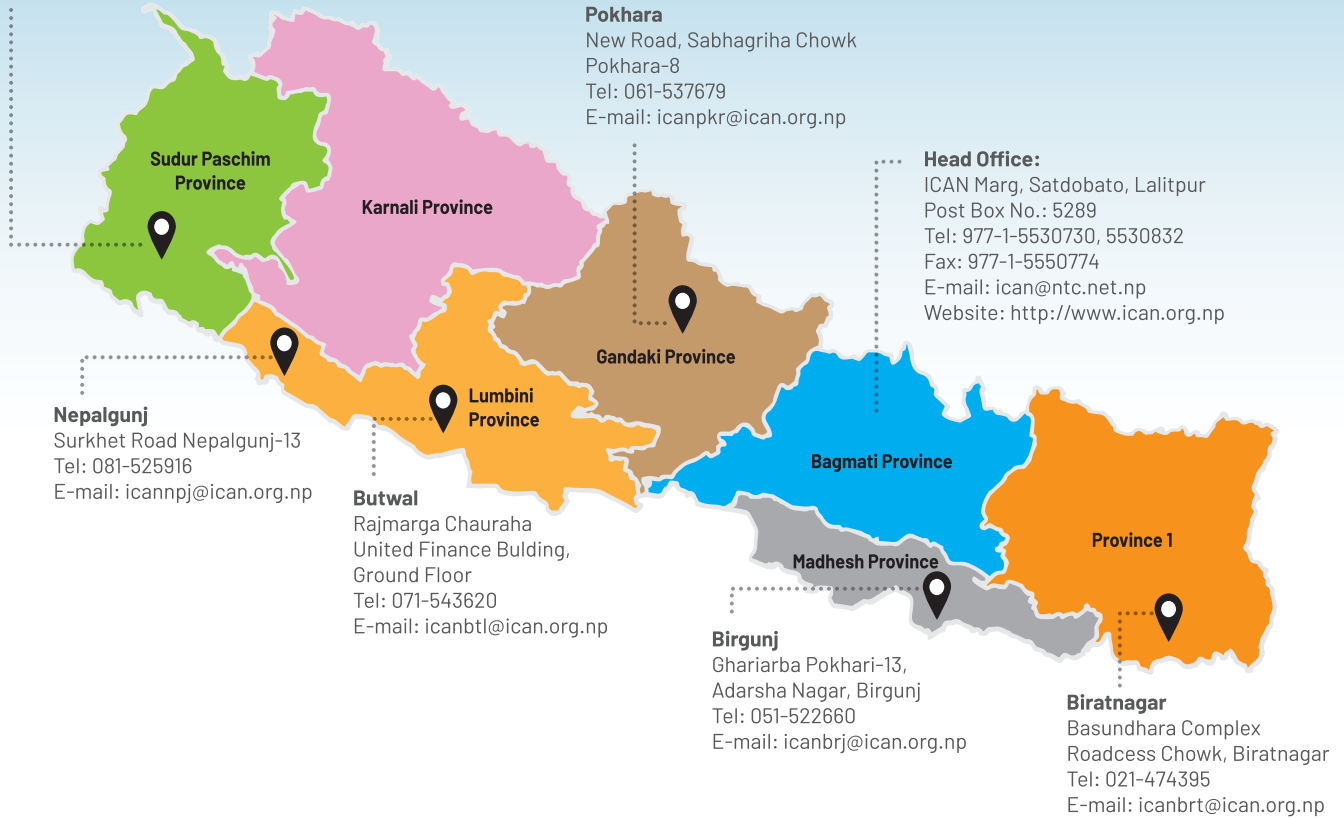 Pokhara
New Road, Sabhagriha Chowk
Pokhara-8
Tel: 061-537679
E-mail: icanpkr@ican.org.np
Head Office:
ICAN Marg, Satdobato, Lalitpur
Post Box No.: 5289
Tel: 977-1-5530730, 5530832
Fax: 977-1-5550774
E-mail: ican@ntc.net.np
Website: http://www.ican.org.np
Sudur Paschim
Province
Karnali Province
Gandaki Province
Lumbini
Province
Bagmati Province
Madhesh Province
Province 1
Nepalgunj
Surkhet Road Nepalgunj-13
Tel: 081-525916
E-mail: icannpj@ican.org.np
Butwal
Rajmarga Chauraha
United Finance Bulding,
Ground Floor
Tel: 071-543620
E-mail: icanbtl@ican.org.np
Birgunj
Ghariarba Pokhari-13,
Adarsha Nagar, Birgunj
Tel: 051-522660
E-mail: icanbrj@ican.org.np
Biratnagar
Basundhara Complex
Roadcess Chowk, Biratnagar
Tel: 021-474395
E-mail: icanbrt@ican.org.np